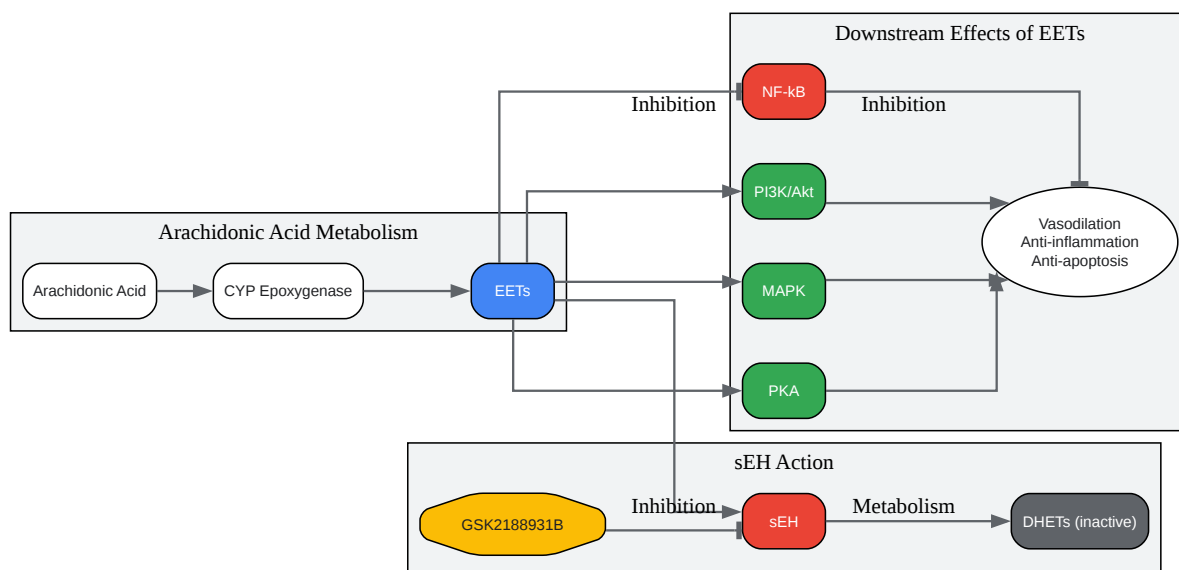 Downstream Effects of EETs
NF-kB
Inhibition
Inhibition
PI3K/Akt
Vasodilation
Anti-inflammation
Anti-apoptosis
Arachidonic Acid Metabolism
Arachidonic Acid
CYP Epoxygenase
EETs
MAPK
PKA
sEH Action
GSK2188931B
Inhibition
sEH
Metabolism
DHETs (inactive)